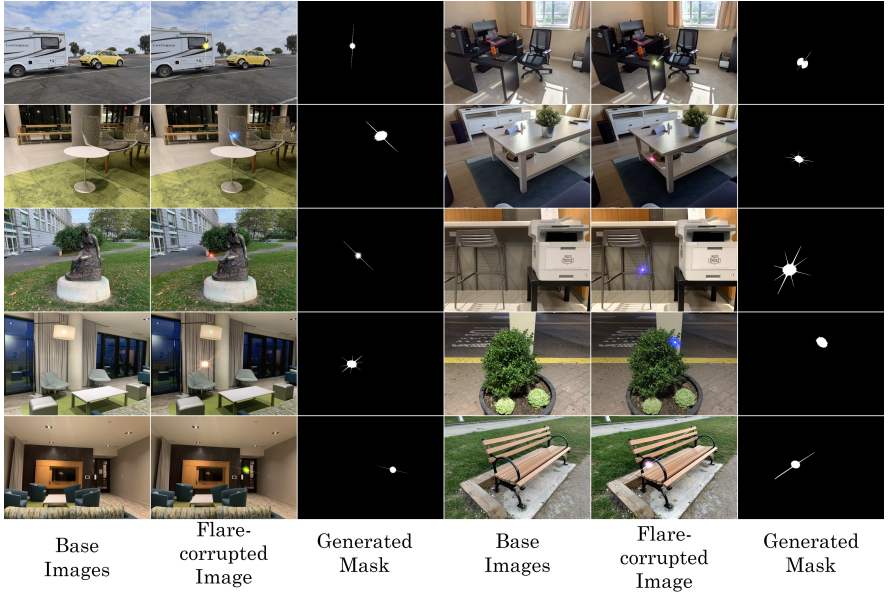 Base
Images
Flare-
corrupted
Image
Generated
Mask
Base
Images
Flare-
corrupted
Image
Generated
Mask